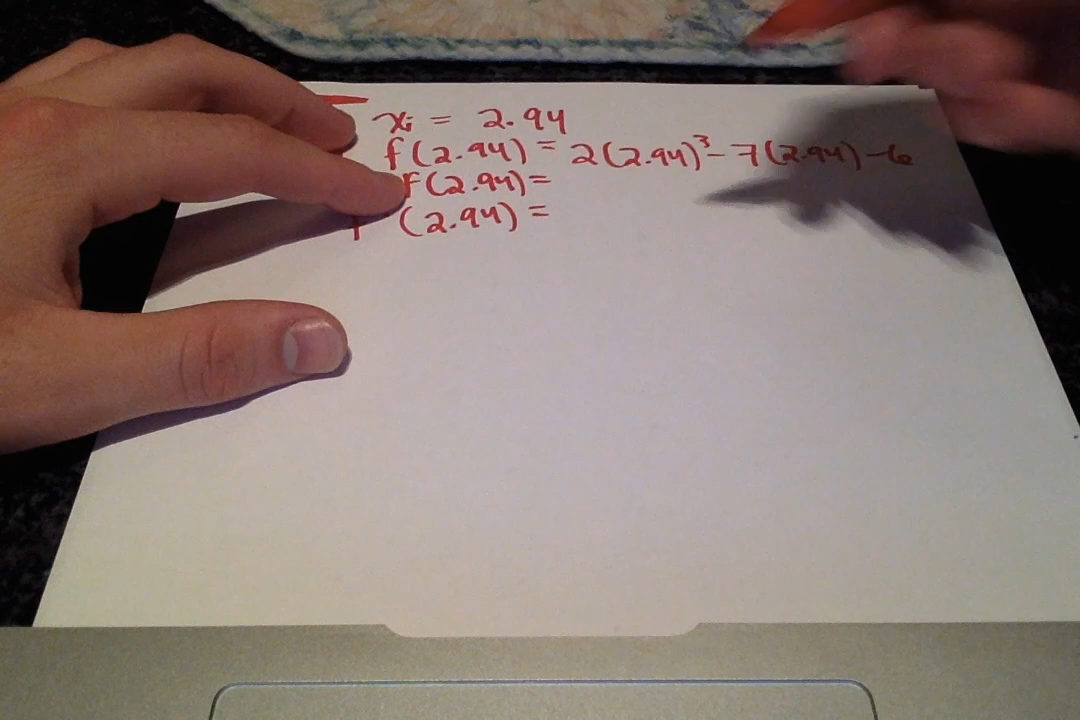 xi = 2.94
f(2.94) = 2(2.94)³ - 7(2.94) - 6
f(2.94) =
(2.94) =